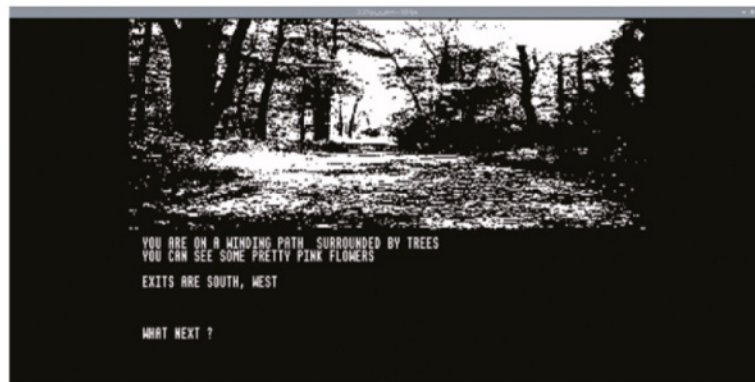 YOU ARE ON A WINDING PATH SURROUNDED BY TREES
YOU CAN SEE SOME PRETTY PINK FLOWERS
EXITS ARE SOUTH, WEST
WHAT NEXT ?